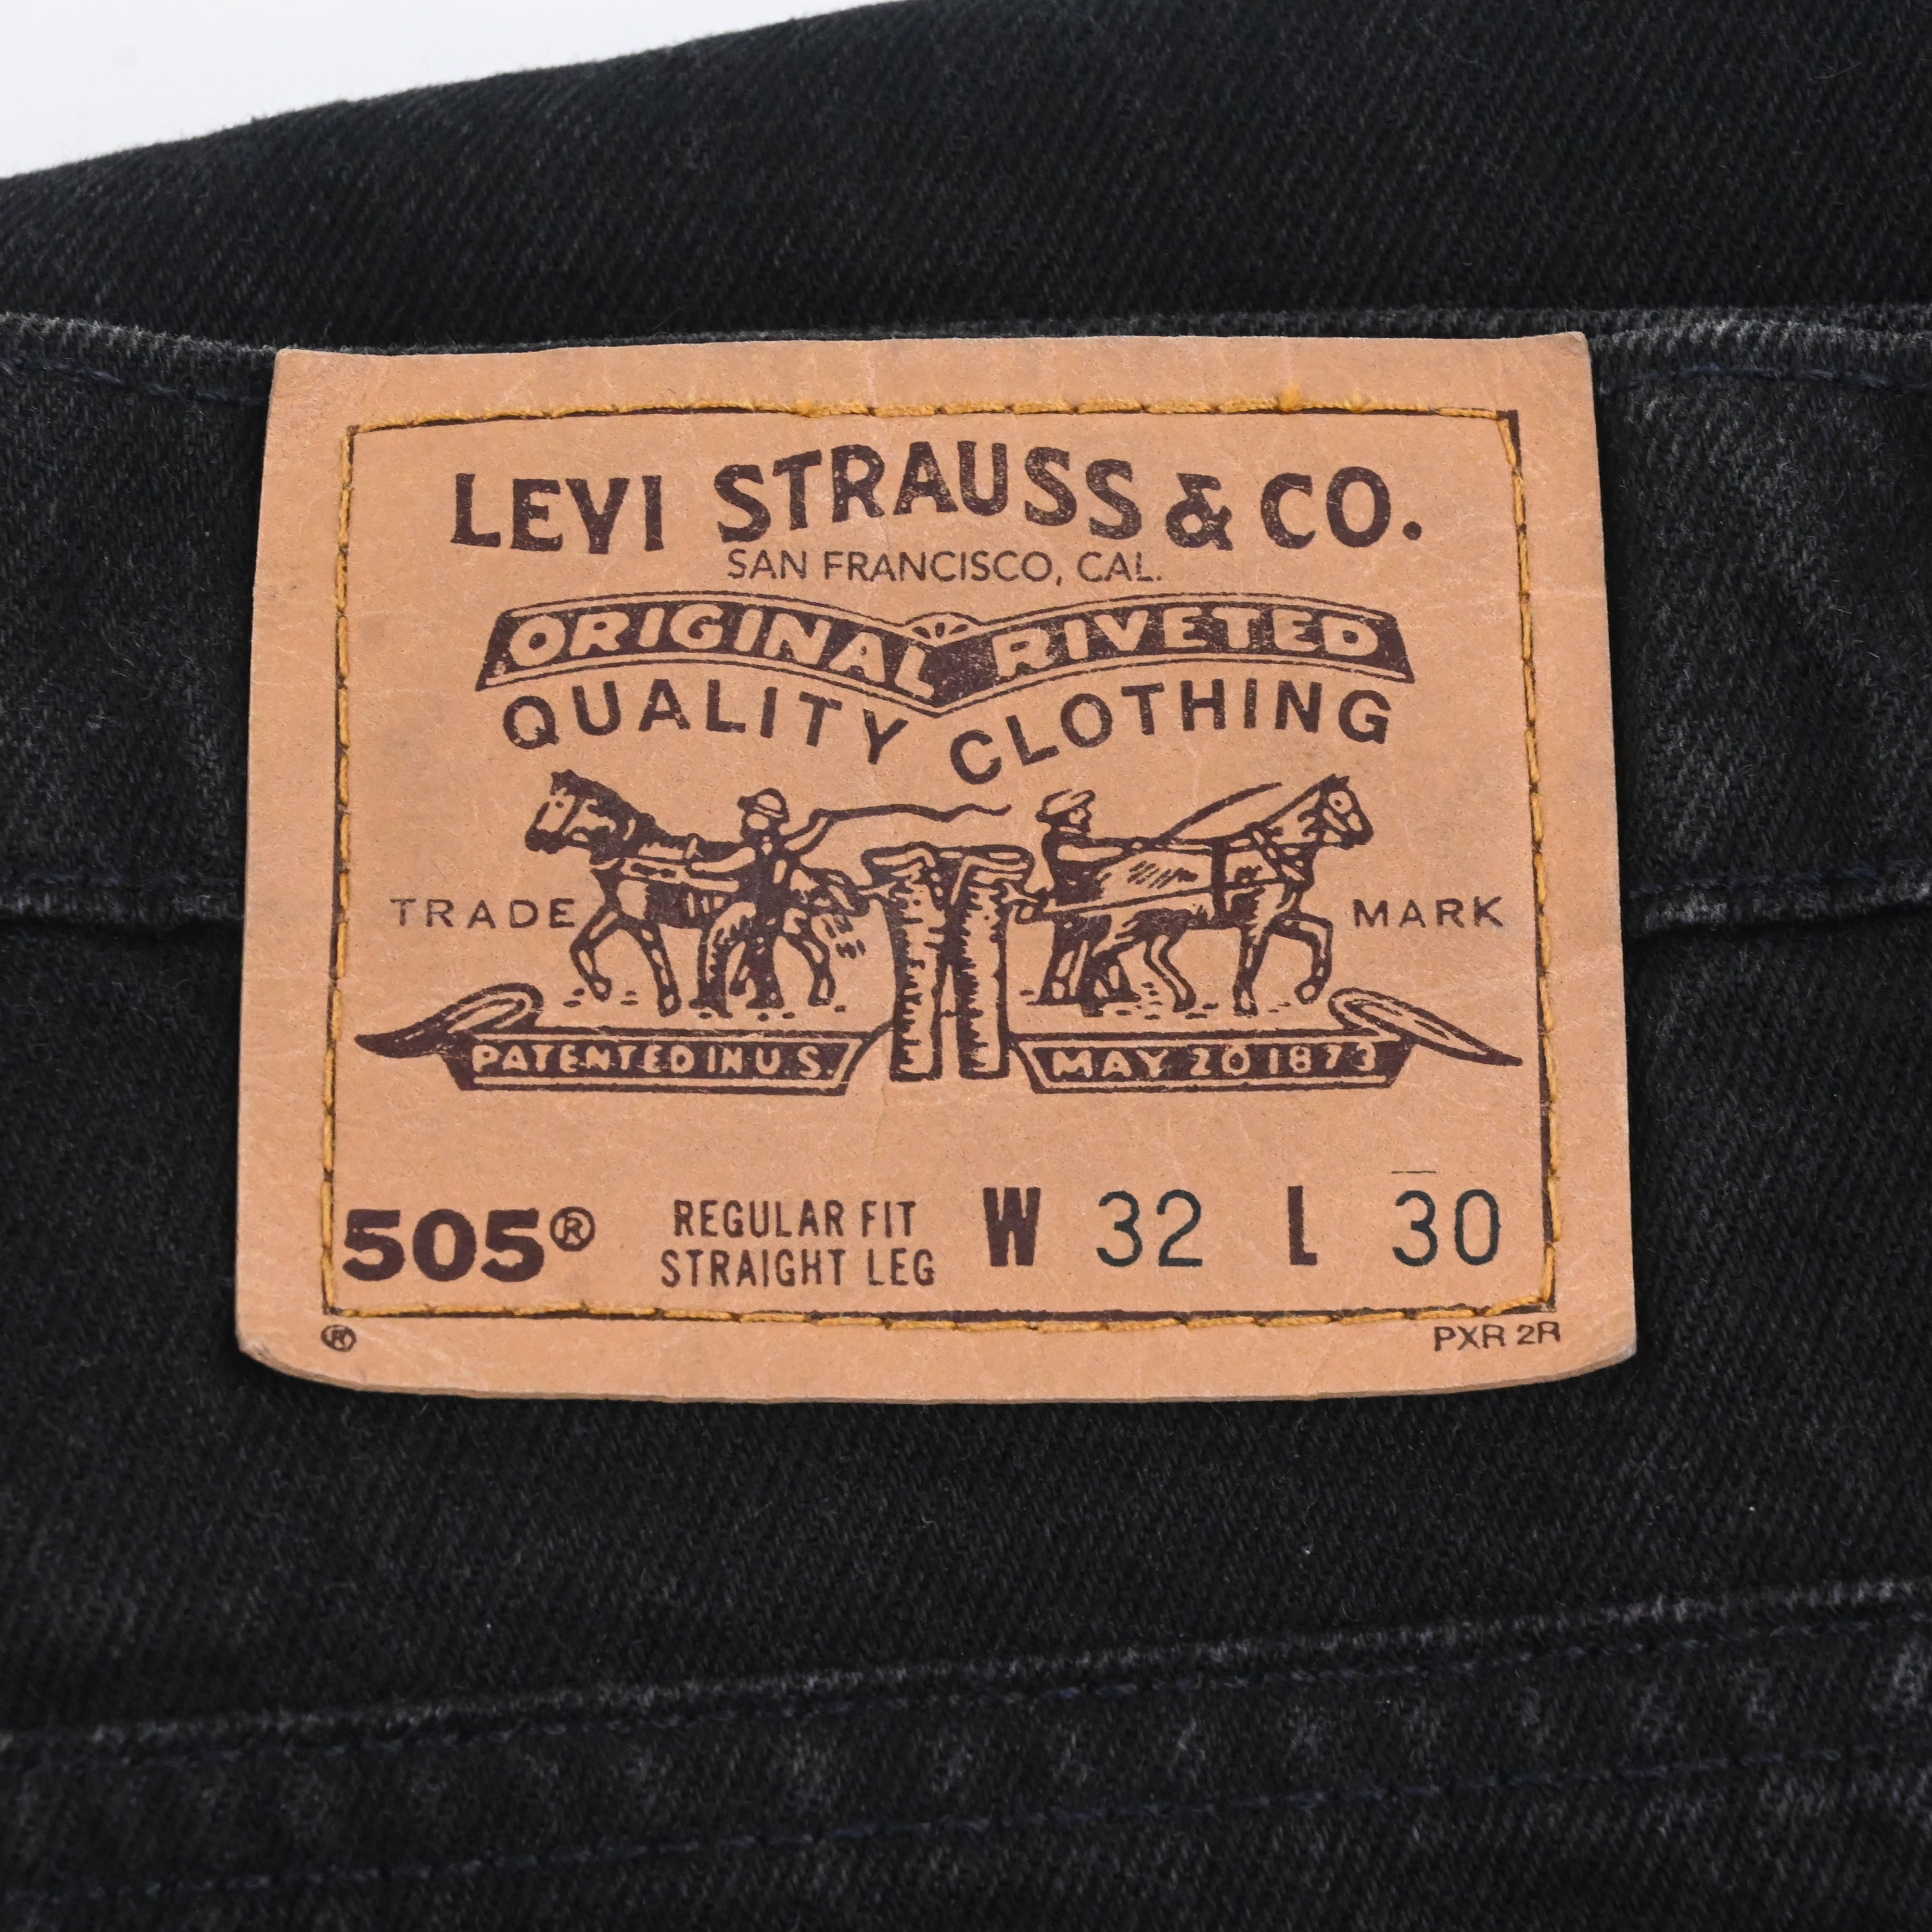 LEVI STRAUSS & CO.
SAN FRANCISCO, CAL.
ORIGINAL RIVETED
QUALITY CLOTHING
TRADE MARK
PATENTED IN U.S. MAY 20 1873
505® REGULAR FIT W 32 L 30
STRAIGHT LEG
® PXR 2R